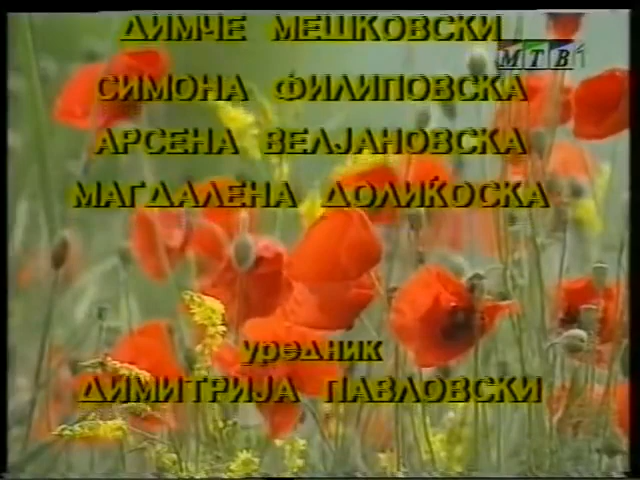 ДИМЧЕ МЕШКОВСКИ
МТВ1
СИМОНА ФИЛИПОВСКА
АРСЕНА ВЕЛЈАНОВСКА
МАГДАЛЕНА ДОЛИЌОСКА
уредник
ДИМИТРИЈА ПАВЛОВСКИ